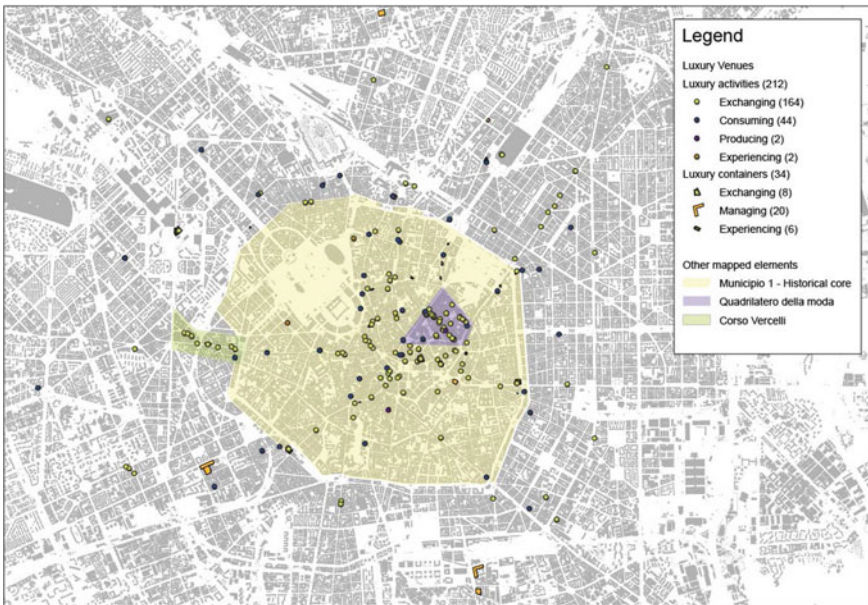 Legend
Luxury Venues
Luxury activities (212)
Exchanging (164)
Consuming (44)
Producing (2)
Experiencing (2)
Luxury containers (34)
Exchanging (8)
Managing (20)
Experiencing (6)
Other mapped elements
Municipio 1 - Historical core
Quadrilatero della moda
Corso Vercelli